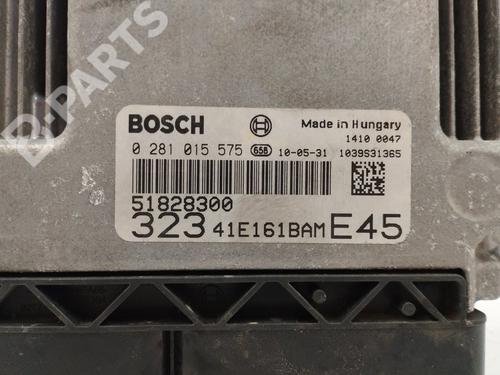 B-PARTS
BOSCH
Made in Hungary
1410 0047
0 281 015 575 656 10-05-31 1039S31365
51828300
323 41E161BAM E45